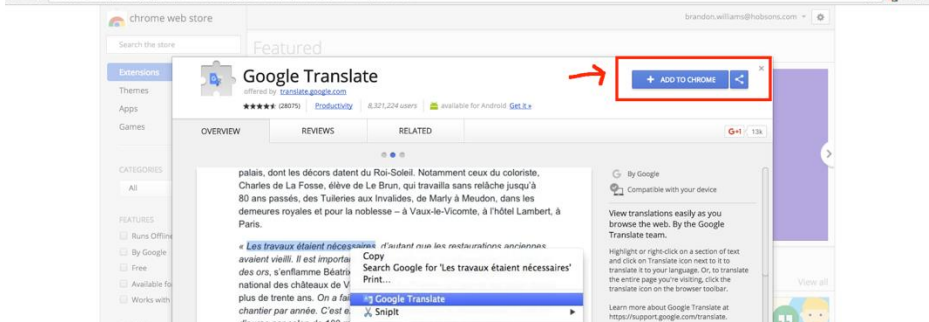 chrome web store
brandon.williams@hobsons.com
Search the store
Featured
Extensions
Themes
Apps
Games
CATEGORIES
All
FEATURES
Runs Offline
By Google
Free
Available fo
Works with
Google Translate
offered by translate.google.com
(28075) Productivity 8,321,224 users available for Android Get it »
+ ADD TO CHROME
×
OVERVIEW REVIEWS RELATED
G+1 13k
palais, dont les décors datent du Roi-Soleil. Notamment ceux du coloriste,
Charles de La Fosse, élève de Le Brun, qui travailla sans relâche jusqu'à
80 ans passés, des Tuileries aux Invalides, de Marly à Meudon, dans les
demeures royales et pour la noblesse – à Vaux-le-Vicomte, à l'hôtel Lambert, à
Paris.
« Les travaux étaient nécessaires, d'autant que les restaurations anciennes
avaient vieilli. Il est importa
des ors, s'enflamme Béatrix
national des châteaux de V
plus de trente ans. On a fai
chantier par année. C'est e
Copy
Search Google for 'Les travaux étaient nécessaires'
Print...
Google Translate
SnipIt
By Google
Compatible with your device
View translations easily as you
browse the web. By the Google
Translate team.
Highlight or right-click on a section of text
and click on Translate icon next to it to
translate it to your language. Or, to translate
the entire page you're visiting, click the
translate icon on the browser toolbar.
Learn more about Google Translate at
https://support.google.com/translate.
View all